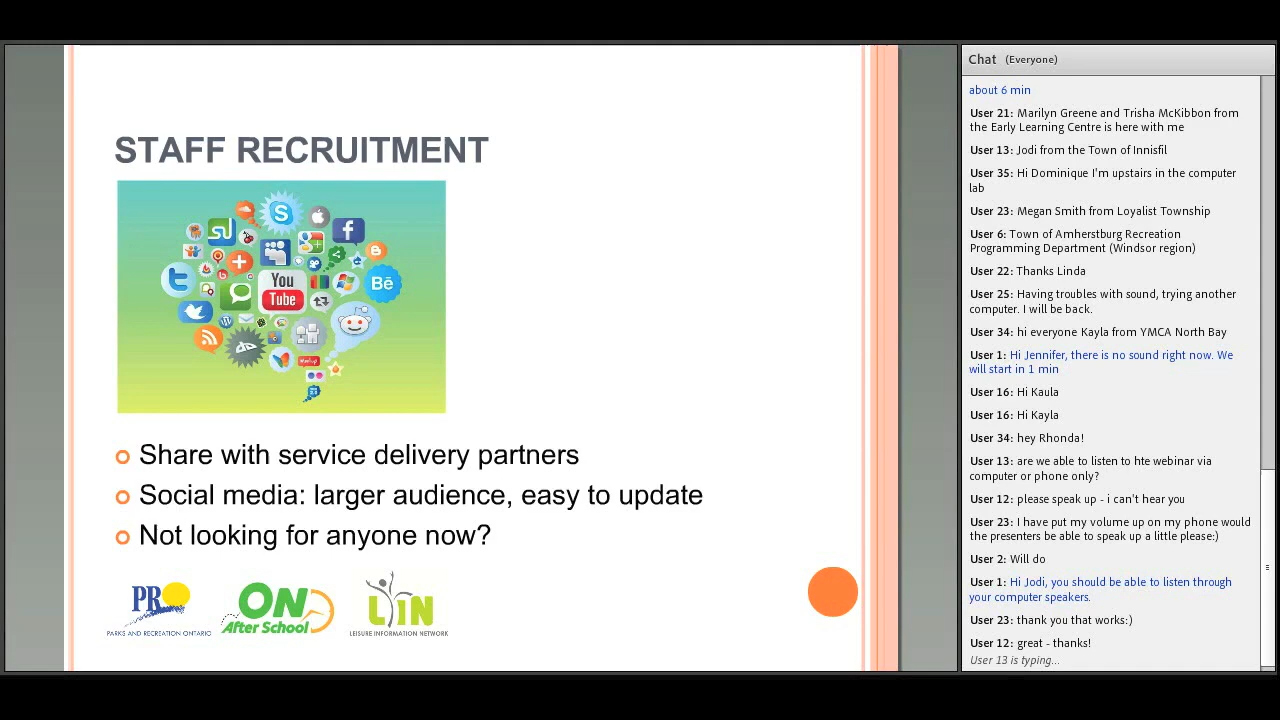 STAFF RECRUITMENT
S
f
You
Tube
Bē
t
Share with service delivery partners
Social media: larger audience, easy to update
Not looking for anyone now?
PRO
PARKS AND RECREATION ONTARIO
ON
After School
LIN
LEISURE INFORMATION NETWORK
Chat (Everyone)
about 6 min
User 21: Marilyn Greene and Trisha McKibbon from
the Early Learning Centre is here with me
User 13: Jodi from the Town of Innisfil
User 35: Hi Dominique I'm upstairs in the computer
lab
User 23: Megan Smith from Loyalist Township
User 6: Town of Amherstburg Recreation
Programming Department (Windsor region)
User 22: Thanks Linda
User 25: Having troubles with sound, trying another
computer. I will be back.
User 34: hi everyone Kayla from YMCA North Bay
User 1: Hi Jennifer, there is no sound right now. We
will start in 1 min
User 16: Hi Kaula
User 16: Hi Kayla
User 34: hey Rhonda!
User 13: are we able to listen to hte webinar via
computer or phone only?
User 12: please speak up - i can't hear you
User 23: I have put my volume up on my phone would
the presenters be able to speak up a little please:)
User 2: Will do
User 1: Hi Jodi, you should be able to listen through
your computer speakers.
User 23: thank you that works:)
User 12: great - thanks!
User 13 is typing...